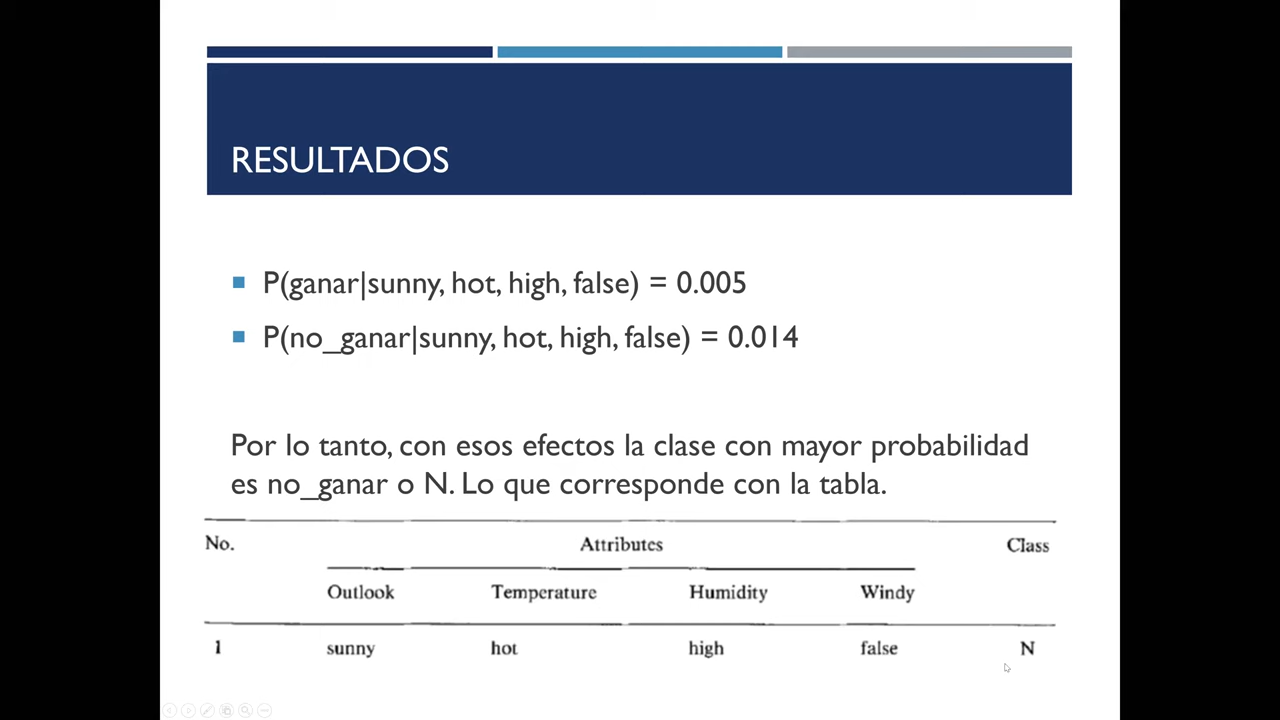 RESULTADOS
P(ganar|sunny, hot, high, false) = 0.005
P(no_ganar|sunny, hot, high, false) = 0.014
Por lo tanto, con esos efectos la clase con mayor probabilidad
es no_ganar o N. Lo que corresponde con la tabla.
No. Attributes Class
Outlook Temperature Humidity Windy
1 sunny hot high false N